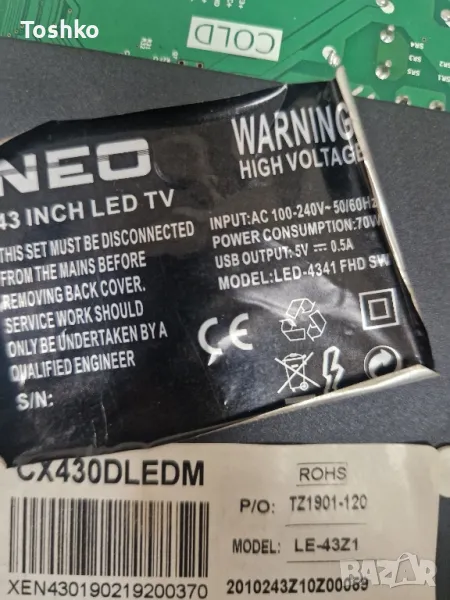 Toshko
COLD
NEO
43 INCH LED TV
THIS SET MUST BE DISCONNECTED
FROM THE MAINS BEFORE
REMOVING BACK COVER.
SERVICE WORK SHOULD
ONLY BE UNDERTAKEN BY A
QUALIFIED ENGINEER
S/N:
WARNING
HIGH VOLTAGE
INPUT:AC 100-240V~ 50/60Hz
POWER CONSUMPTION:70W
USB OUTPUT:5V ⎓ 0.5A
MODEL:LED-4341 FHD SW
CE
CX430DLEDM
XEN430190219200370
ROHS
P/O: TZ1901-120
MODEL: LE-43Z1
2010243Z10Z00089
БАЗАР